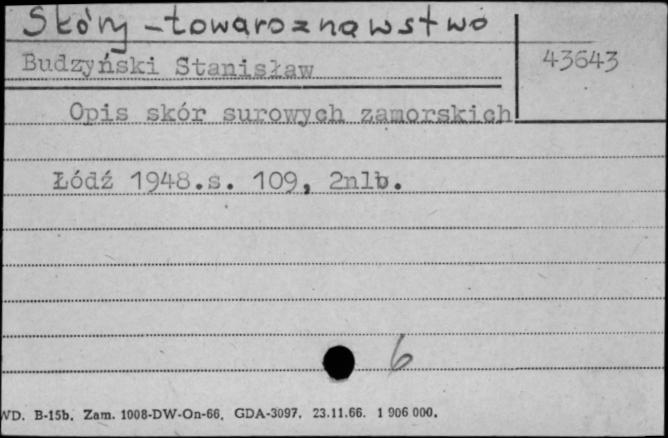 Skóry - towaroznawstwo
Budzyński Stanisław
43643
Opis skór surowych zamorskich
Łódź 1948.s. 109, 2nlb.
6
WD. B-15b. Zam. 1008-DW-On-66. GDA-3097. 23.11.66. 1 906 000.